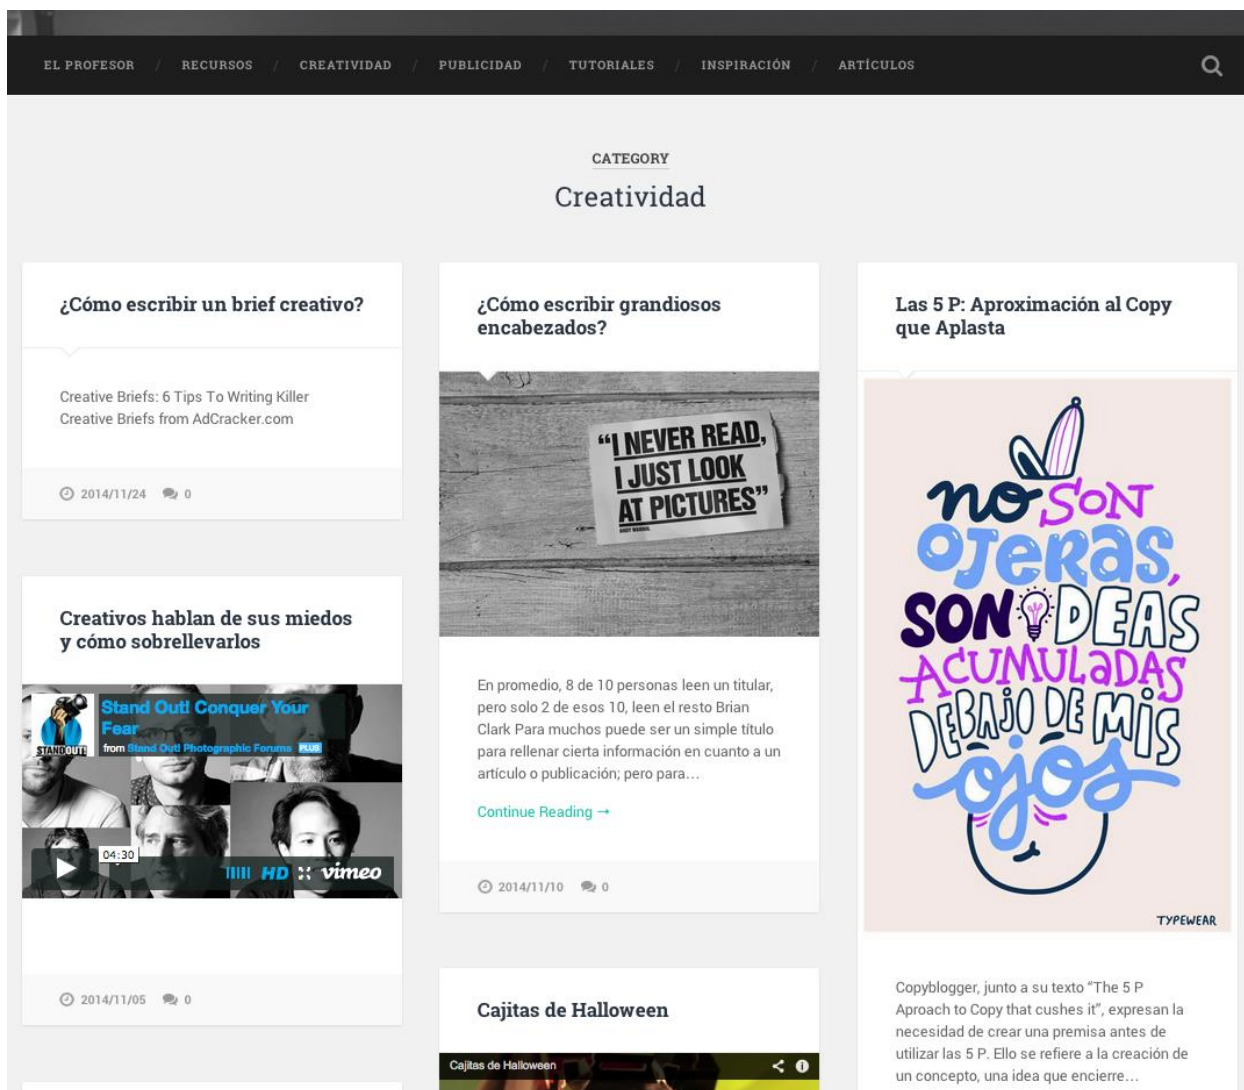 EL PROFESOR / RECURSOS / CREATIVIDAD / PUBLICIDAD / TUTORIALES / INSPIRACIÓN / ARTÍCULOS
CATEGORY
Creatividad
¿Cómo escribir un brief creativo?
Creative Briefs: 6 Tips To Writing Killer
Creative Briefs from AdCracker.com
2014/11/24 0
Creativos hablan de sus miedos
y cómo sobrellevarlos
STANDOUT!
Stand Out! Conquer Your
Fear
from Stand Out! Photographic Forums PLUS
04:30
HD vimeo
2014/11/05 0
¿Cómo escribir grandiosos
encabezados?
“I NEVER READ,
I JUST LOOK
AT PICTURES”
ANDY WARHOL
En promedio, 8 de 10 personas leen un titular,
pero solo 2 de esos 10, leen el resto Brian
Clark Para muchos puede ser un simple título
para rellenar cierta información en cuanto a un
artículo o publicación; pero para…
Continue Reading →
2014/11/10 0
Cajitas de Halloween
Cajitas de Halloween
Las 5 P: Aproximación al Copy
que Aplasta
no SON
OJeRas,
SON IDEAS
ACUMULaDAS
DEBAJO DE MiS
ojos
TYPEWEAR
Copyblogger, junto a su texto “The 5 P
Aproach to Copy that cushes it”, expresan la
necesidad de crear una premisa antes de
utilizar las 5 P. Ello se refiere a la creación de
un concepto, una idea que encierre…